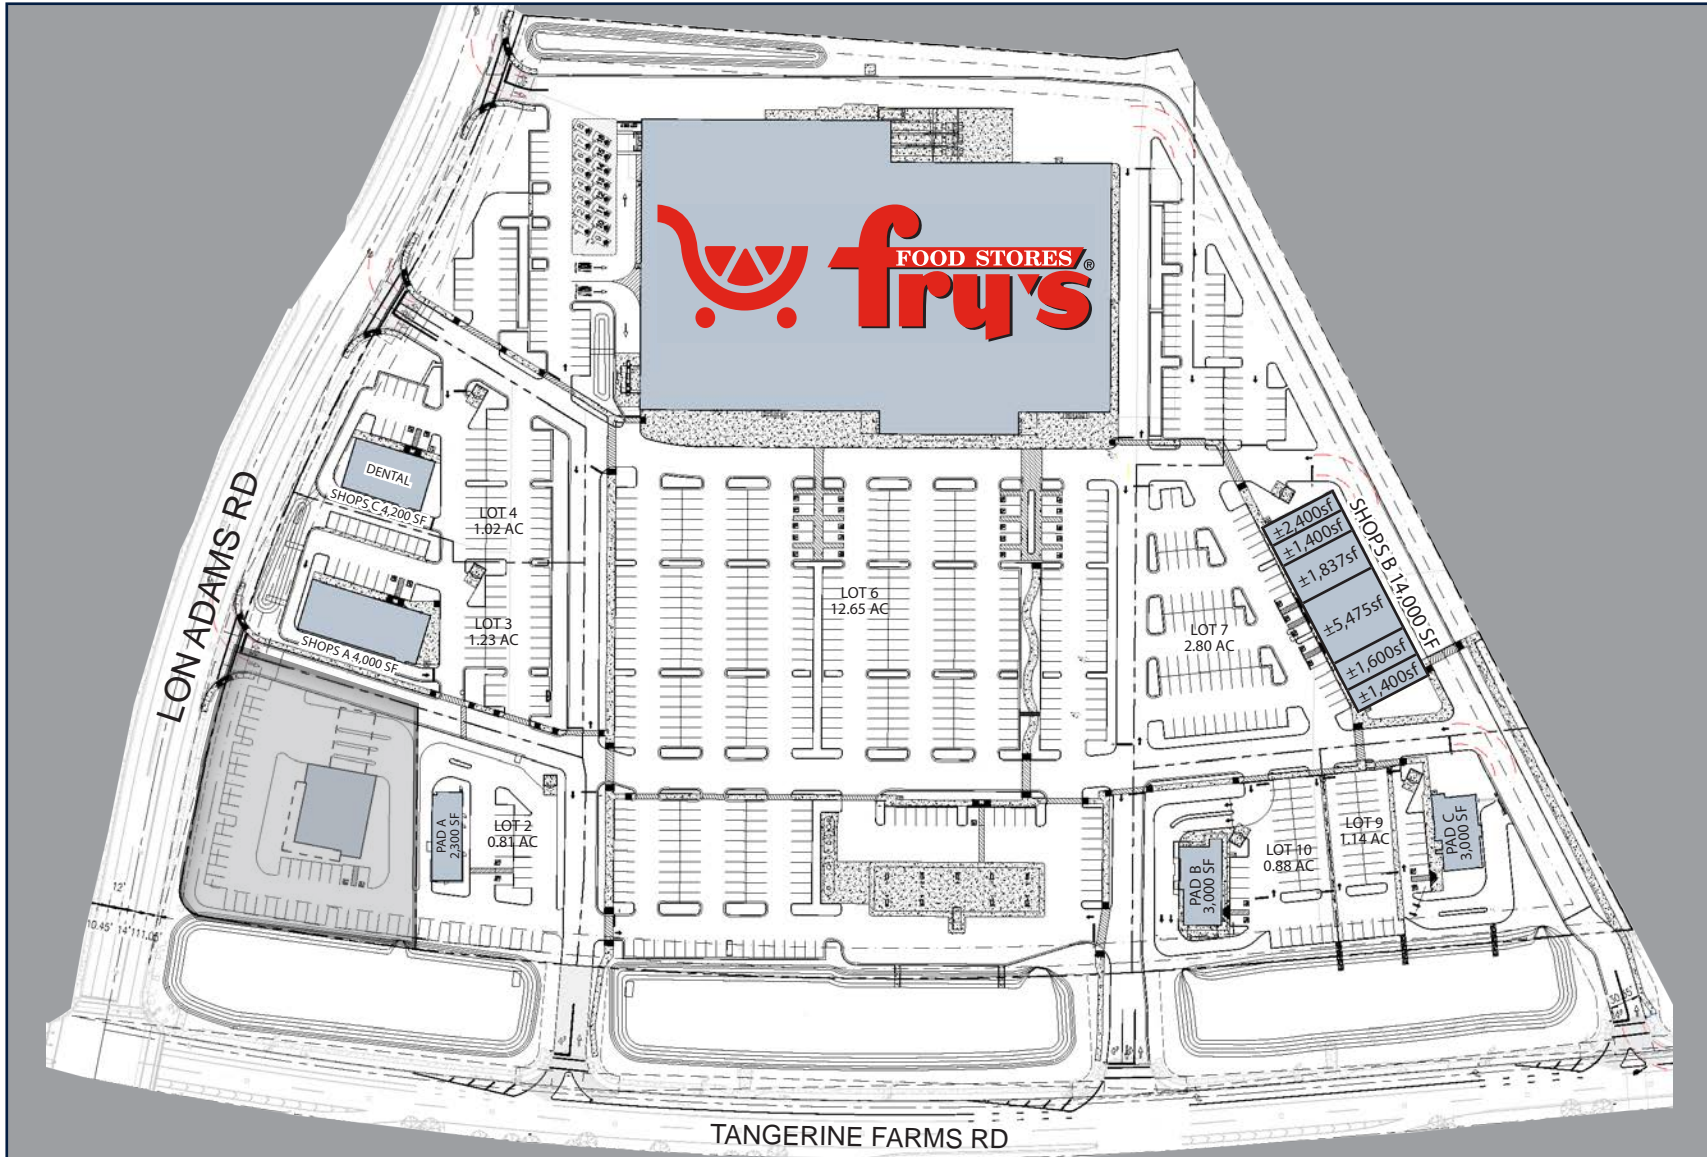 FOOD STORES
fry's®
LON ADAMS RD
DENTAL
SHOPS C 4,200 SF
LOT 4
1.02 AC
SHOPS A 4,000 SF
LOT 3
1.23 AC
LOT 6
12.65 AC
LOT 7
2.80 AC
±2,400sf
±1,400sf
±1,837sf
±5,475sf
±1,600sf
±1,400sf
SHOPS B 14,000 SF
PAD A
2,300 SF
LOT 2
0.81 AC
PAD B
3,000 SF
LOT 10
0.88 AC
LOT 9
1.14 AC
PAD C
3,000 SF
12'
TANGERINE FARMS RD